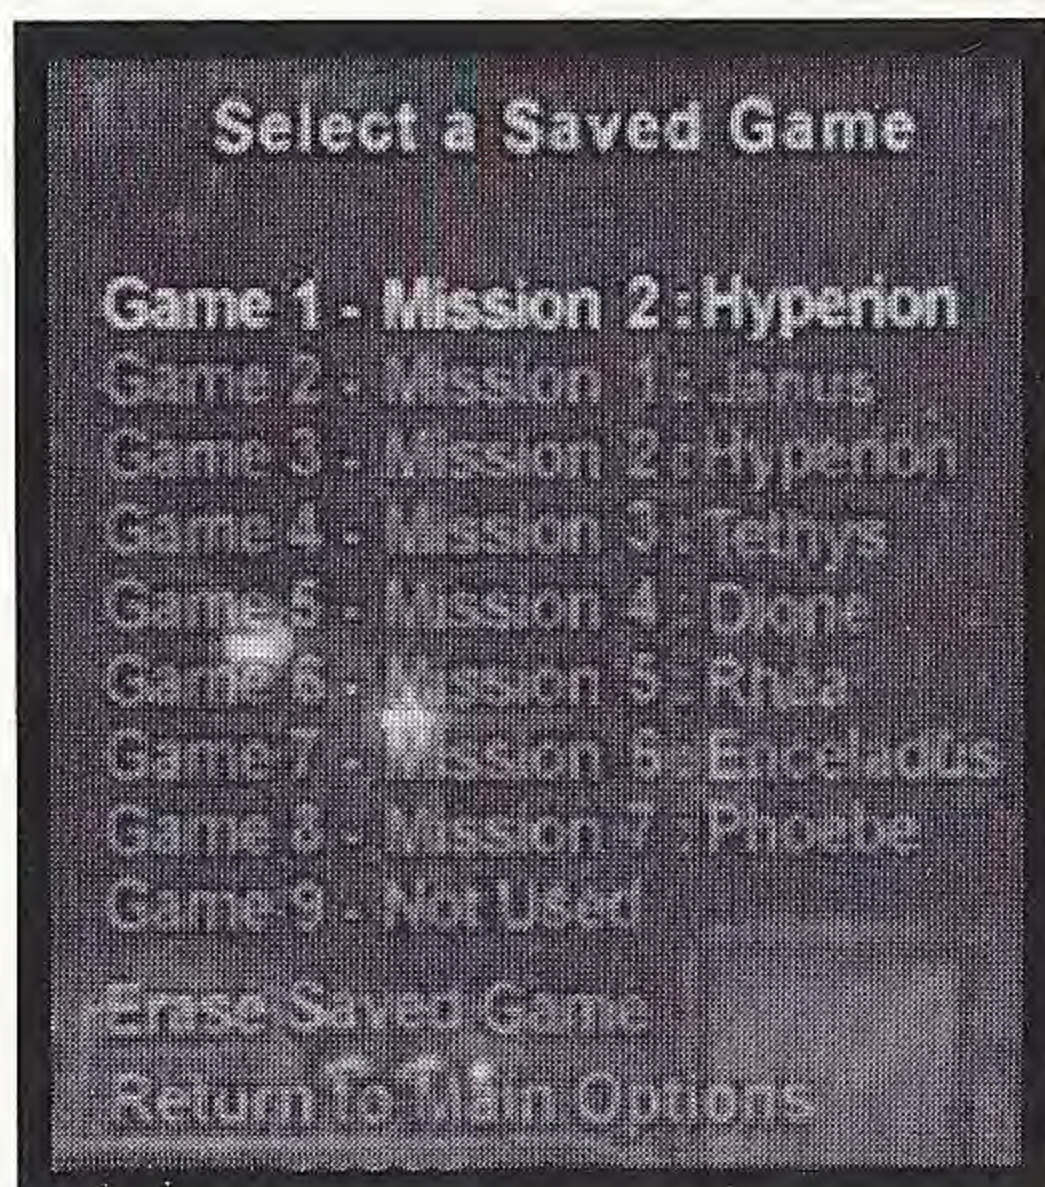 Select a Saved Game
Game 1 - Mission 2 : Hyperion
Game 2 - Mission 1 : Janus
Game 3 - Mission 2 : Hyperion
Game 4 - Mission 3 : Tethys
Game 5 - Mission 4 : Dione
Game 6 - Mission 5 : Rhea
Game 7 - Mission 6 : Enceladus
Game 8 - Mission 7 : Phoebe
Game 9 - Not Used
Erase Saved Game
Return To Main Options